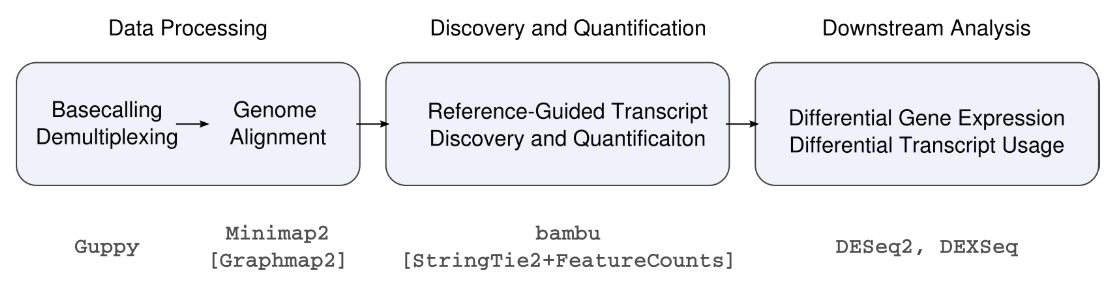 Data Processing
Discovery and Quantification
Downstream Analysis
Basecalling
Demultiplexing
Genome
Alignment
Reference-Guided Transcript
Discovery and Quantificaiton
Differential Gene Expression
Differential Transcript Usage
Guppy
Minimap2
[Graphmap2]
bambu
[StringTie2+FeatureCounts]
DESeq2, DEXSeq